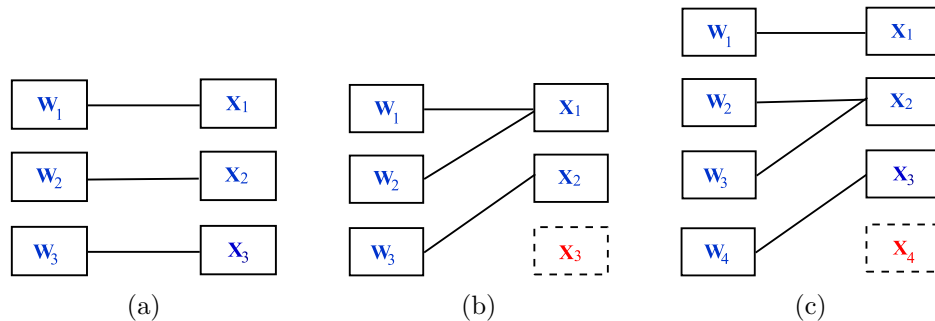 W₁ X₁
W₂ X₂
W₃ X₃
(a)
W₁ X₁
W₂ X₂
W₃ X₃
(b)
W₁ X₁
W₂ X₂
W₃ X₃
W₄ X₄
(c)